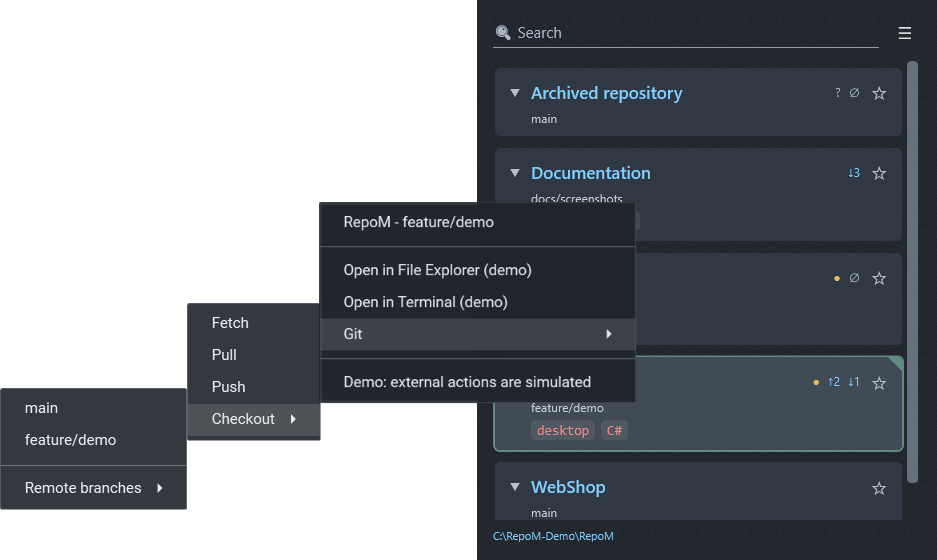 Search
Archived repository
? ∅
main
Documentation
↓3
docs/screenshots
∅
↑2 ↓1
feature/demo
desktop C#
WebShop
main
C:\RepoM-Demo\RepoM
RepoM - feature/demo
Open in File Explorer (demo)
Open in Terminal (demo)
Git
Demo: external actions are simulated
Fetch
Pull
Push
Checkout
main
feature/demo
Remote branches